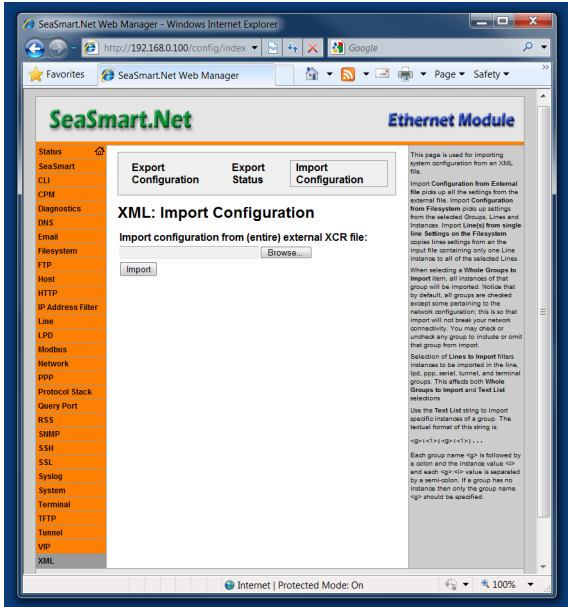 SeaSmart.Net Web Manager - Windows Internet Explorer
http://192.168.0.100/config/index
Google
Favorites
SeaSmart.Net Web Manager
Page
Safety
»
SeaSmart.Net
Ethernet Module
Status
SeaSmart
CLI
CPM
Diagnostics
DNS
Email
Filesystem
FTP
Host
HTTP
IP Address Filter
Line
LPD
Modbus
Network
PPP
Protocol Stack
Query Port
RSS
SNMP
SSH
SSL
Syslog
System
Terminal
TFTP
Tunnel
VIP
XML
Export
Configuration
Export
Status
Import
Configuration
XML: Import Configuration
Import configuration from (entire) external XCR file:
Browse...
Import
This page is used for importing
system configuration from an XML
file.
Import Configuration from External
file picks up all the settings from the
external file. Import Configuration
from Filesystem picks up settings
from the selected Groups, Lines and
Instances. Import Line(s) from single
line Settings on the Filesystem
copies lines settings from an the
input file containing only one Line
instance to all of the selected Lines.
When selecting a Whole Groups to
Import item, all instances of that
group will be imported. Notice that
by default, all groups are checked
except some pertaining to the
network configuration; this is so that
import will not break your network
connectivity. You may check or
uncheck any group to include or omit
that group from import.
Selection of Lines to Import filters
instances to be imported in the line,
lpd, ppp, serial, tunnel, and terminal
groups. This affects both Whole
Groups to Import and Text List
selections.
Use the Text List string to import
specific instances of a group. The
textual format of this string is:
<g>:<i>;<g>:<i>;...
Each group name <g> is followed by
a colon and the instance value <i>
and each <g>:<i> value is separated
by a semi-colon. If a group has no
instance then only the group name
<g> should be specified.
Internet | Protected Mode: On
100%